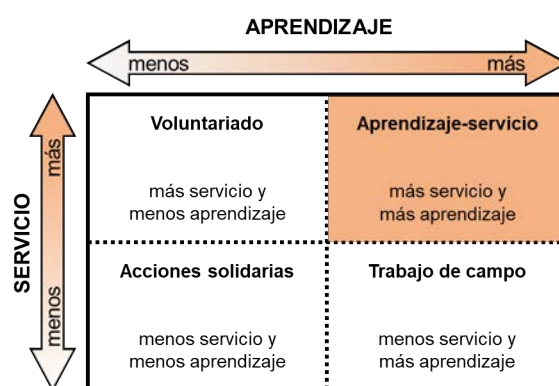 APRENDIZAJE
menos
más
SERVICIO
más
menos
Voluntariado
más servicio y
menos aprendizaje
Aprendizaje-servicio
más servicio y
más aprendizaje
Acciones solidarias
menos servicio y
menos aprendizaje
Trabajo de campo
menos servicio y
más aprendizaje